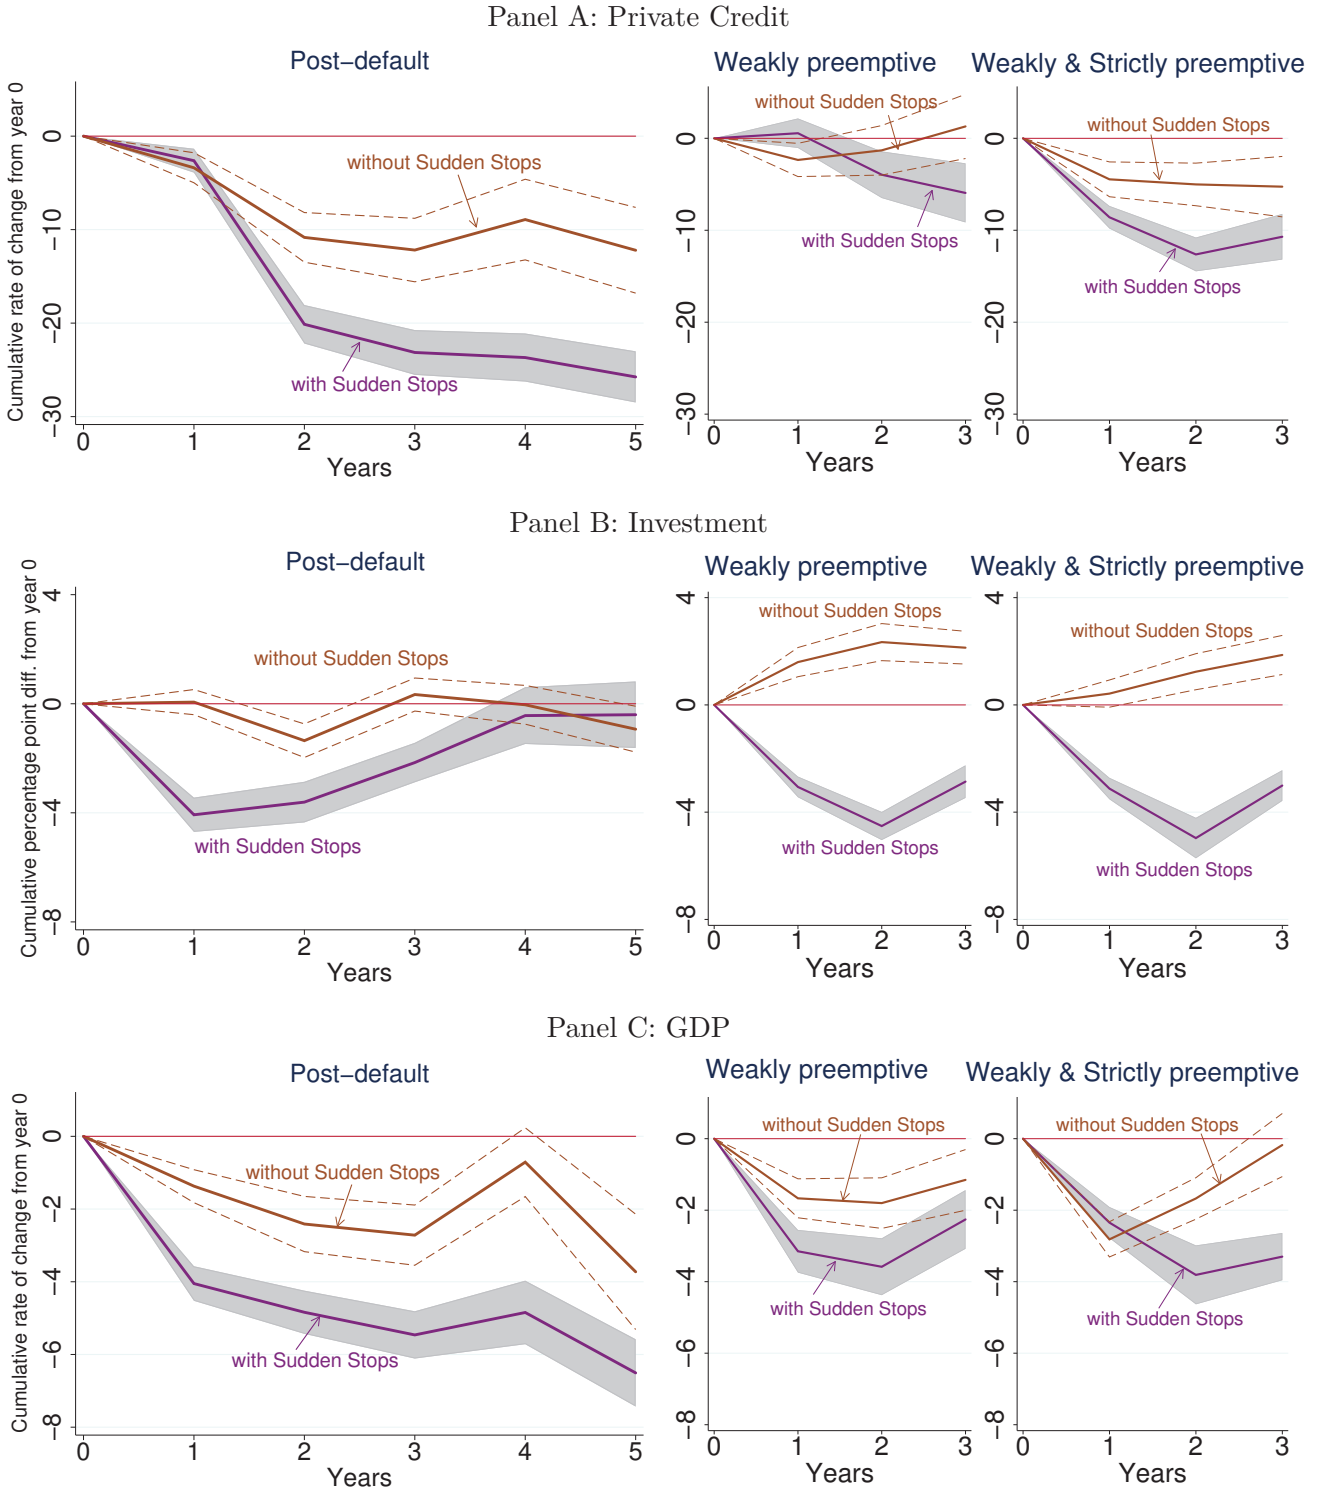 Panel A: Private Credit
Post–default
Weakly preemptive
Weakly & Strictly preemptive
Cumulative rate of change from year 0
0
−10
−20
−30
without Sudden Stops
with Sudden Stops
0 1 2 3 4 5
Years
0
−10
−20
−30
without Sudden Stops
with Sudden Stops
0 1 2 3
Years
0
−10
−20
−30
without Sudden Stops
with Sudden Stops
0 1 2 3
Years
Panel B: Investment
Post–default
Weakly preemptive
Weakly & Strictly preemptive
Cumulative percentage point diff. from year 0
4
0
−4
−8
without Sudden Stops
with Sudden Stops
0 1 2 3 4 5
Years
4
0
−4
−8
without Sudden Stops
with Sudden Stops
0 1 2 3
Years
4
0
−4
−8
without Sudden Stops
with Sudden Stops
0 1 2 3
Years
Panel C: GDP
Post–default
Weakly preemptive
Weakly & Strictly preemptive
Cumulative rate of change from year 0
0
−2
−4
−6
−8
without Sudden Stops
with Sudden Stops
0 1 2 3 4 5
Years
0
−2
−4
−6
−8
without Sudden Stops
with Sudden Stops
0 1 2 3
Years
0
−2
−4
−6
−8
without Sudden Stops
with Sudden Stops
0 1 2 3
Years